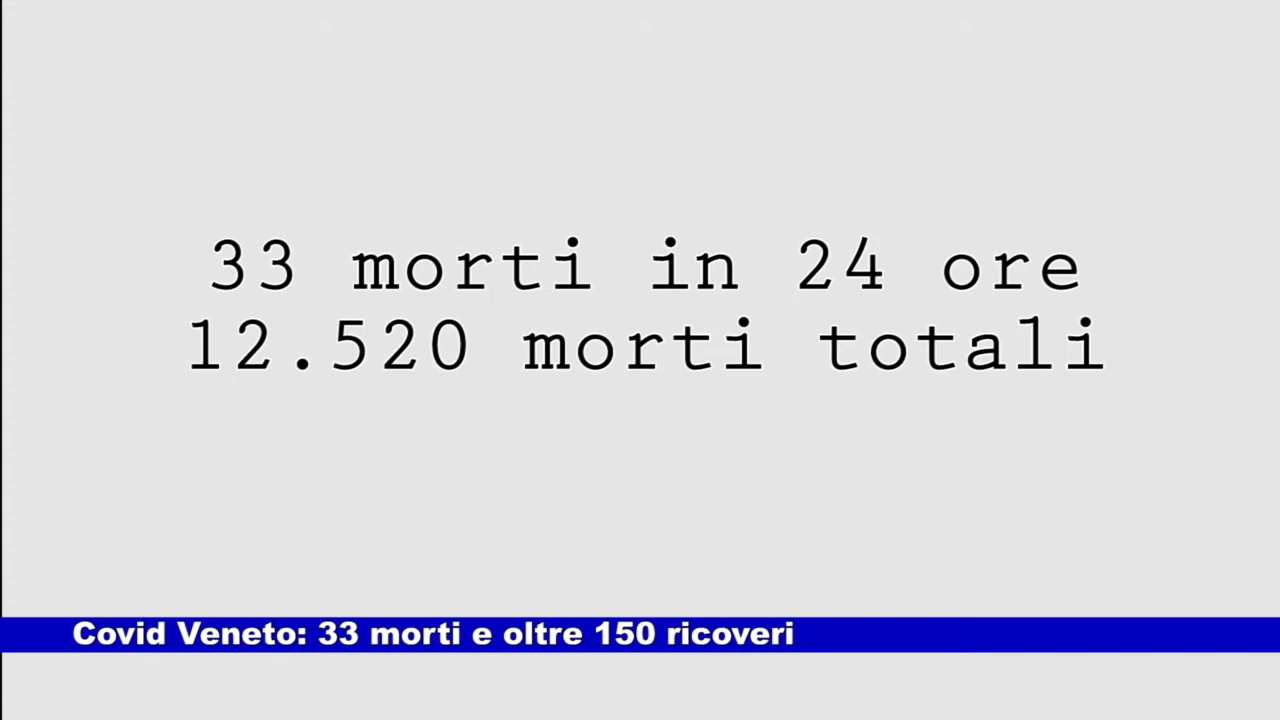 33 morti in 24 ore
12.520 morti totali
Covid Veneto: 33 morti e oltre 150 ricoveri